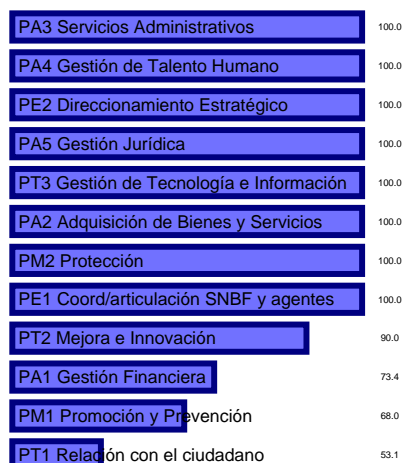 PA3 Servicios Administrativos 100.0
PA4 Gestión de Talento Humano 100.0
PE2 Direccionamiento Estratégico 100.0
PA5 Gestión Jurídica 100.0
PT3 Gestión de Tecnología e Información 100.0
PA2 Adquisición de Bienes y Servicios 100.0
PM2 Protección 100.0
PE1 Coord/articulación SNBF y agentes 100.0
PT2 Mejora e Innovación 90.0
PA1 Gestión Financiera 73.4
PM1 Promoción y Prevención 68.0
PT1 Relación con el ciudadano 53.1